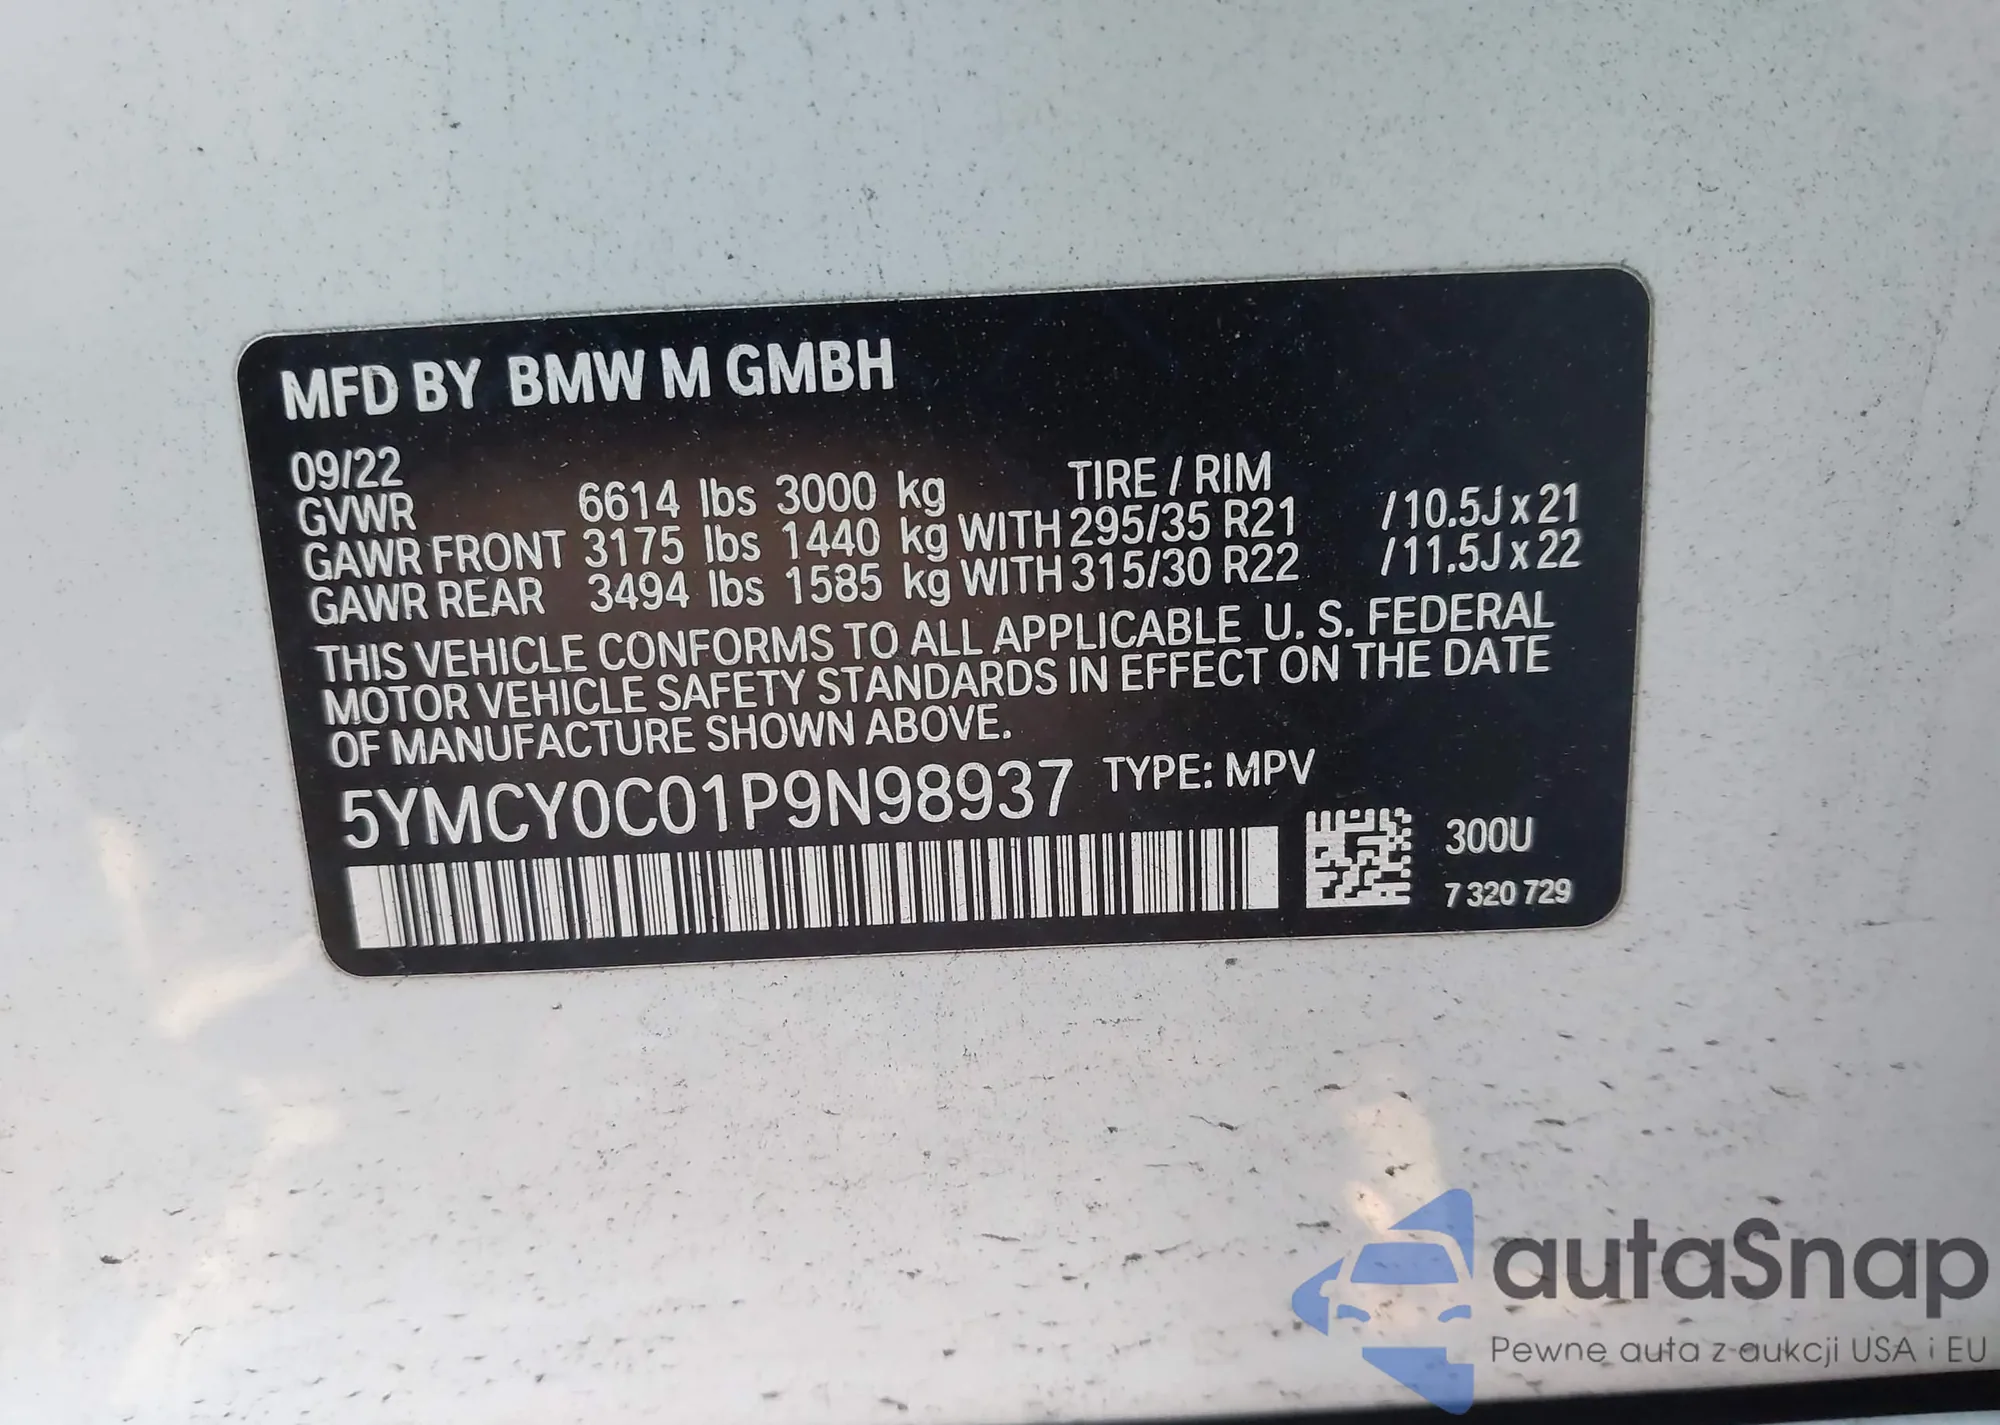 MFD BY BMW M GMBH
09/22
TIRE / RIM
GVWR 6614 lbs 3000 kg
GAWR FRONT 3175 lbs 1440 kg WITH 295/35 R21 /10.5J x 21
GAWR REAR 3494 lbs 1585 kg WITH 315/30 R22 /11.5J x 22
THIS VEHICLE CONFORMS TO ALL APPLICABLE U. S. FEDERAL
MOTOR VEHICLE SAFETY STANDARDS IN EFFECT ON THE DATE
OF MANUFACTURE SHOWN ABOVE.
5YMCY0C01P9N98937 TYPE: MPV
300U
7 320 729
autaSnap
Pewne auta z aukcji USA i EU